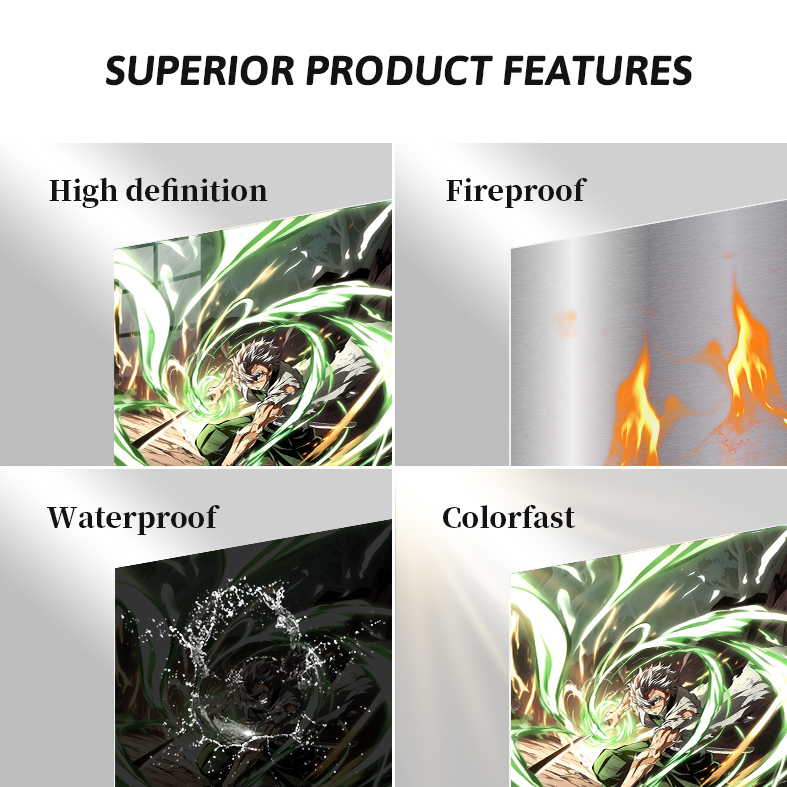 SUPERIOR PRODUCT FEATURES
High definition
Fireproof
Waterproof
Colorfast